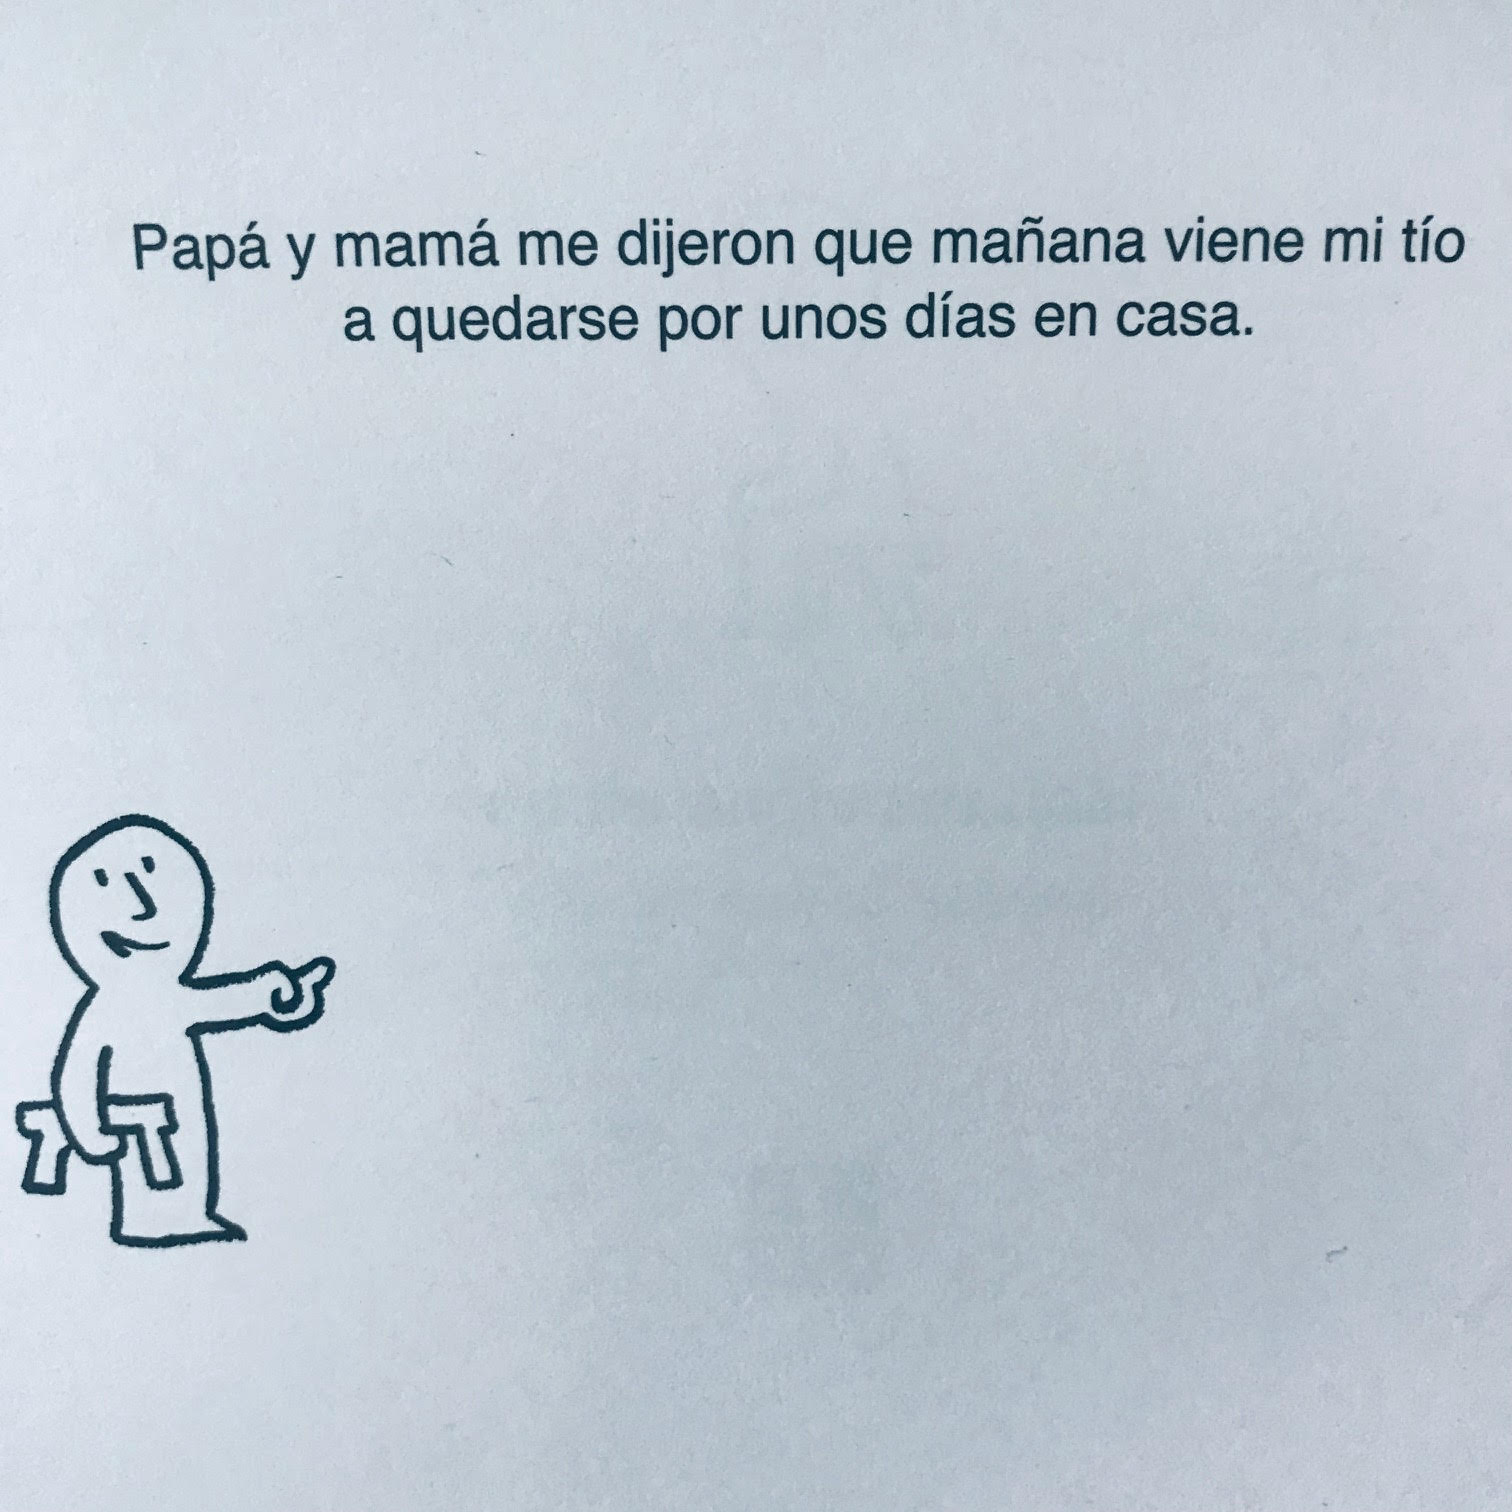 Papá y mamá me dijeron que mañana viene mi tío
a quedarse por unos días en casa.